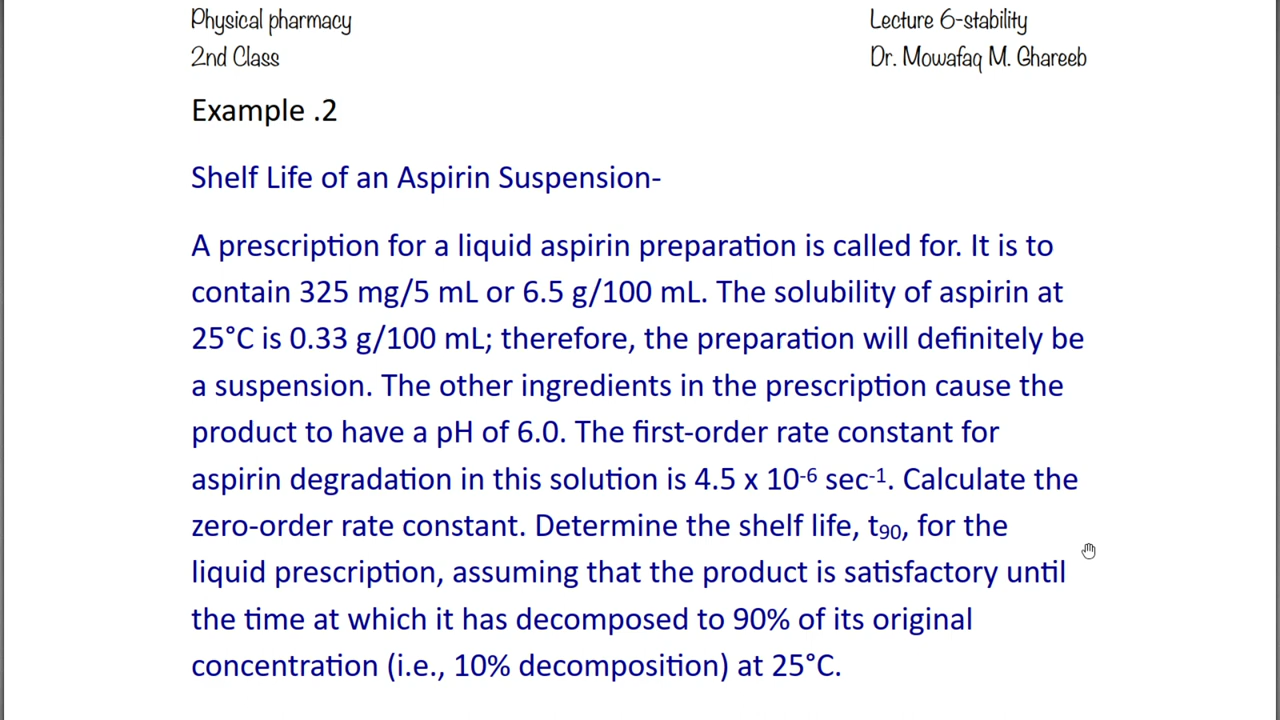 Physical pharmacy
Lecture 6-stability
2nd Class
Dr. Mowafaq M. Ghareeb
Example .2
Shelf Life of an Aspirin Suspension-
A prescription for a liquid aspirin preparation is called for. It is to
contain 325 mg/5 mL or 6.5 g/100 mL. The solubility of aspirin at
25°C is 0.33 g/100 mL; therefore, the preparation will definitely be
a suspension. The other ingredients in the prescription cause the
product to have a pH of 6.0. The first-order rate constant for
aspirin degradation in this solution is 4.5 x 10⁻⁶ sec⁻¹. Calculate the
zero-order rate constant. Determine the shelf life, t₉₀, for the
liquid prescription, assuming that the product is satisfactory until
the time at which it has decomposed to 90% of its original
concentration (i.e., 10% decomposition) at 25°C.